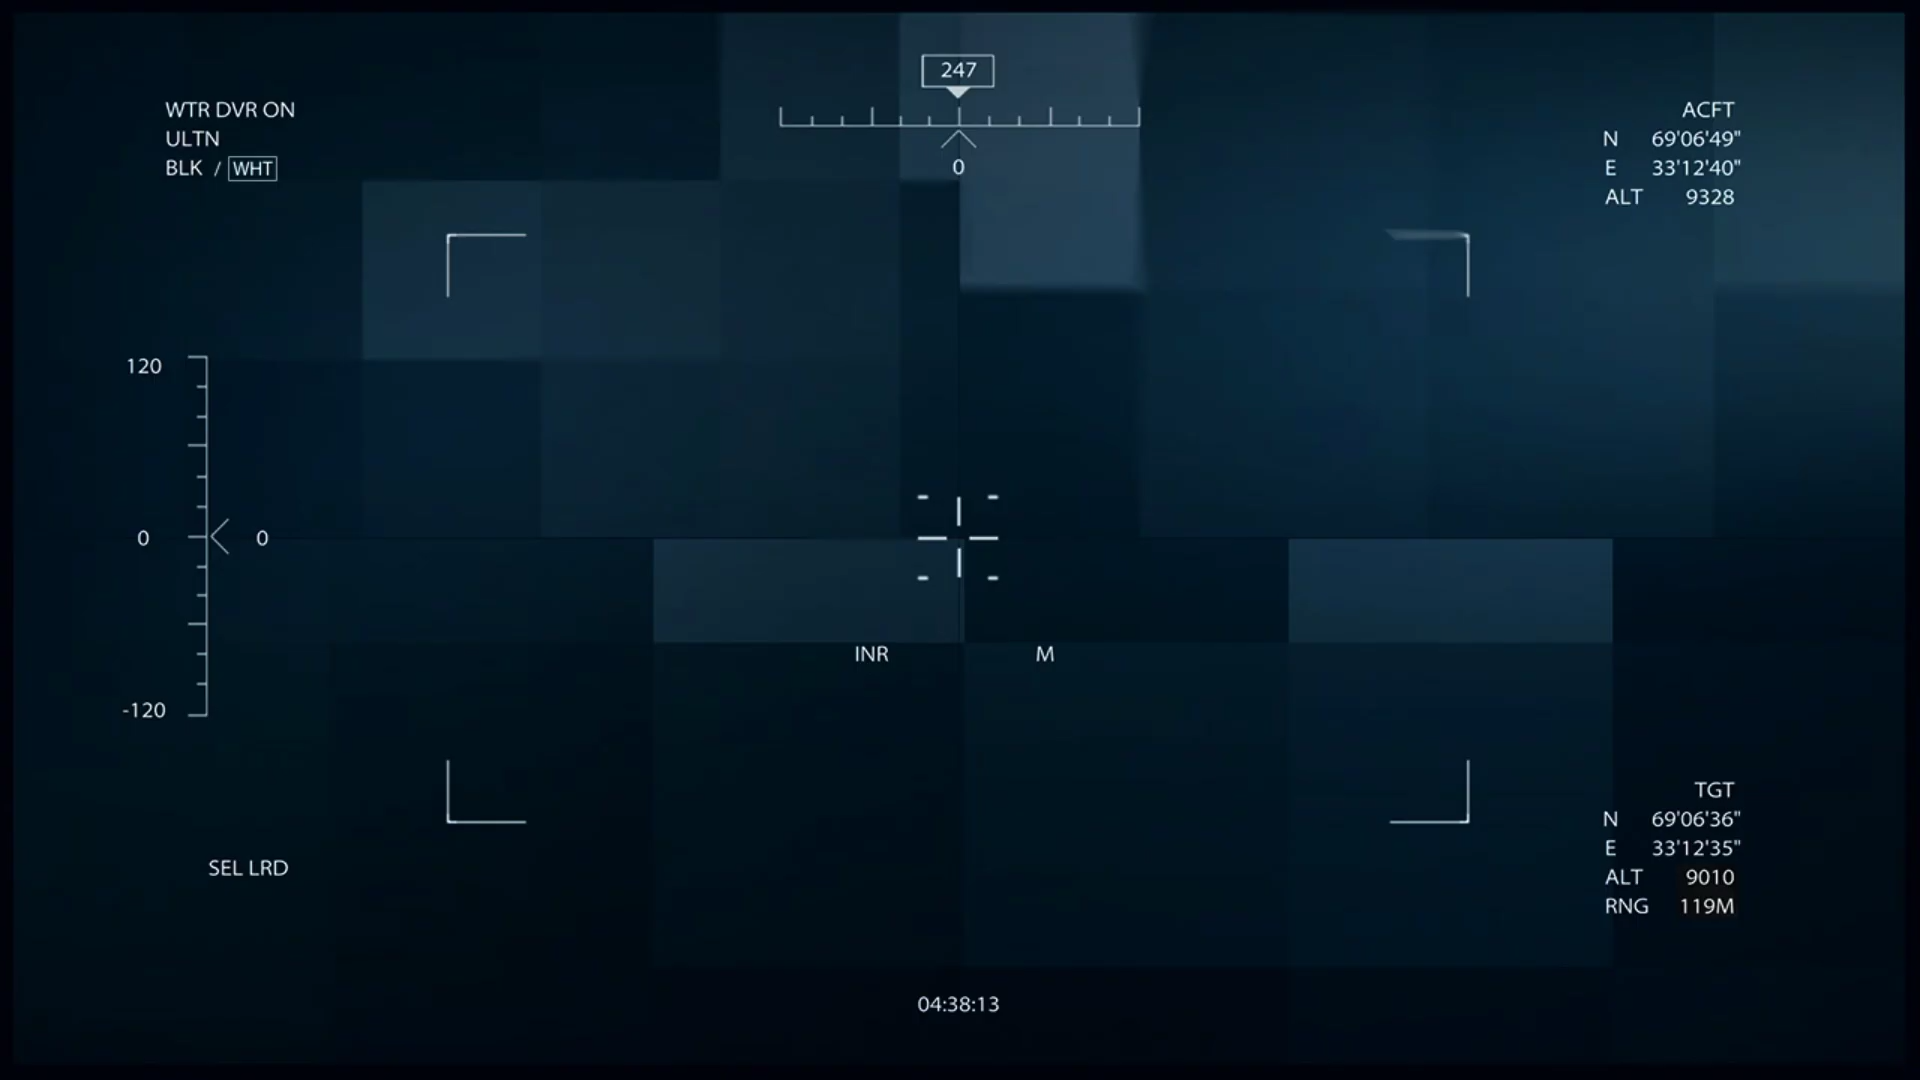 247
WTR DVR ON
ULTN
BLK / WHT
0
ACFT
N 69'06'49"
E 33'12'40"
ALT 9328
120
0
0
-120
INR M
SEL LRD
TGT
N 69'06'36"
E 33'12'35"
ALT 9010
RNG 119M
04:38:13